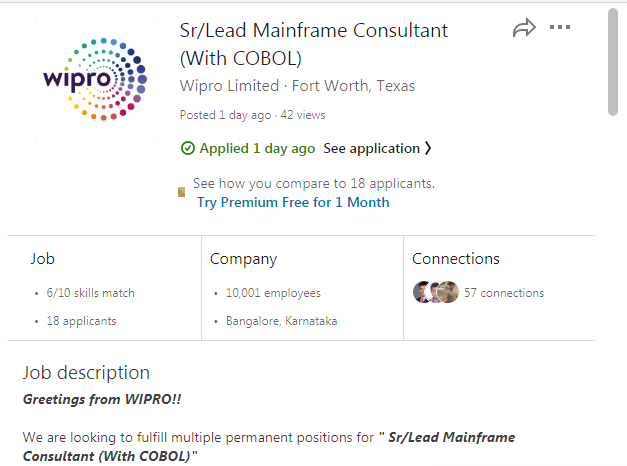 wipro
Sr/Lead Mainframe Consultant
(With COBOL)
Wipro Limited · Fort Worth, Texas
Posted 1 day ago · 42 views
Applied 1 day ago See application
See how you compare to 18 applicants.
Try Premium Free for 1 Month
Job
• 6/10 skills match
• 18 applicants
Company
• 10,001 employees
• Bangalore, Karnataka
Connections
57 connections
Job description
Greetings from WIPRO!!
We are looking to fulfill multiple permanent positions for " Sr/Lead Mainframe
Consultant (With COBOL)"